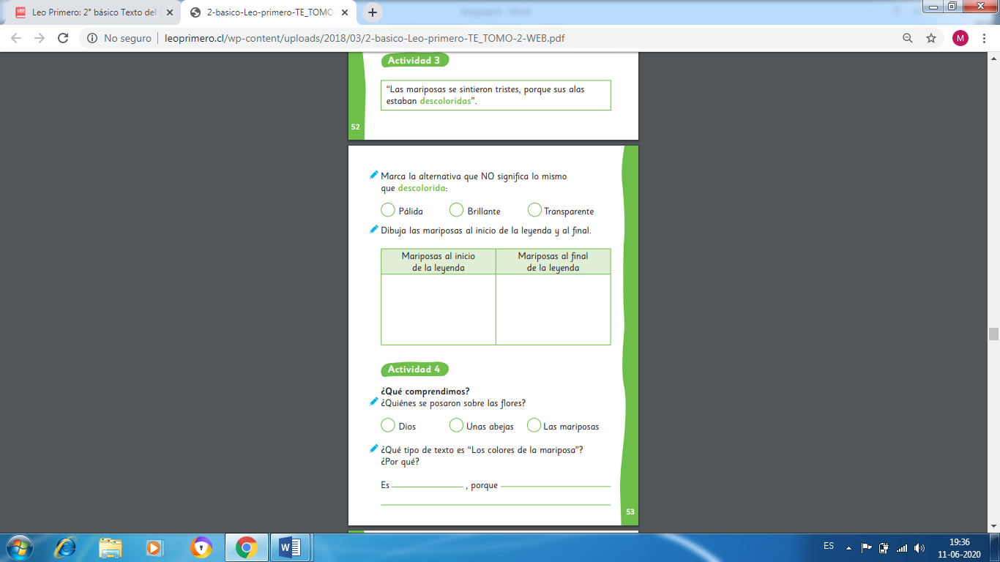 Leo Primero: 2° básico Texto del
2-basico-Leo-primero-TE_TOMO
No seguro
leoprimero.cl/wp-content/uploads/2018/03/2-basico-Leo-primero-TE_TOMO-2-WEB.pdf
M
Actividad 3
“Las mariposas se sintieron tristes, porque sus alas
estaban descoloridas”.
52
Marca la alternativa que NO significa lo mismo
que descolorida:
Pálida Brillante Transparente
Dibuja las mariposas al inicio de la leyenda y al final.
Mariposas al inicio
de la leyenda
Mariposas al final
de la leyenda
Actividad 4
¿Qué comprendimos?
¿Quiénes se posaron sobre las flores?
Dios Unas abejas Las mariposas
¿Qué tipo de texto es “Los colores de la mariposa”?
¿Por qué?
Es , porque
53
ES
19:36
11-06-2020